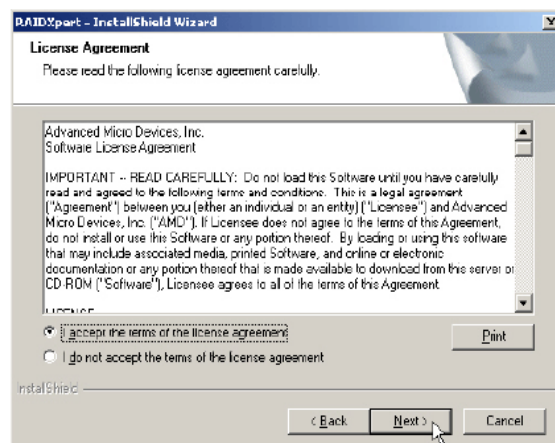 RAIDXpert - InstallShield Wizard
License Agreement
Please read the following license agreement carefully.
Advanced Micro Devices, Inc.
Software License Agreement
IMPORTANT -- READ CAREFULLY: Do not load this Software until you have carefully
read and agreed to the following terms and conditions. This is a legal agreement
("Agreement") between you (either an individual or an entity) ("Licensee") and Advanced
Micro Devices, Inc. ("AMD"). If Licensee does not agree to the terms of this Agreement,
do not install or use this Software or any portion thereof. By loading or using this software
that may include associated media, printed Software, and online or electronic
documentation or any portion thereof that is made available to download from this server or
CD-ROM ("Software"), Licensee agrees to all of the terms of this Agreement.
LICENSE
I accept the terms of the license agreement
Print
I do not accept the terms of the license agreement
InstallShield
< Back
Next >
Cancel